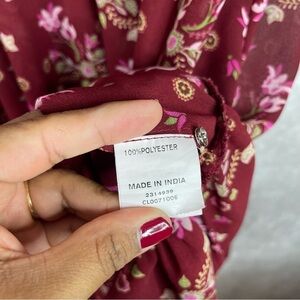 100%POLYESTER
MADE IN INDIA
2314939
CL0071006